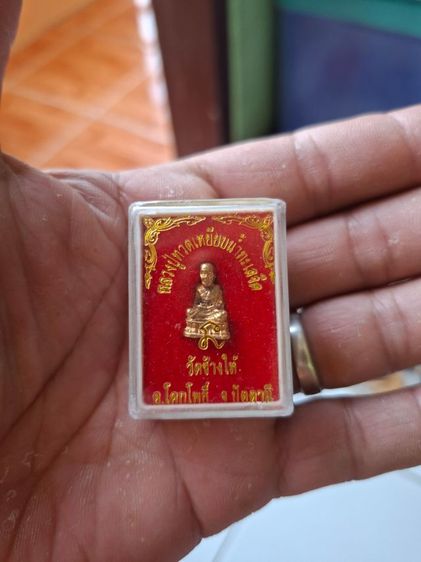 หลวงปู่ทวดเหยียบน้ำทะเลจืด
วัดช้างให้
อ.โคกโพธิ์ จ.ปัตตานี